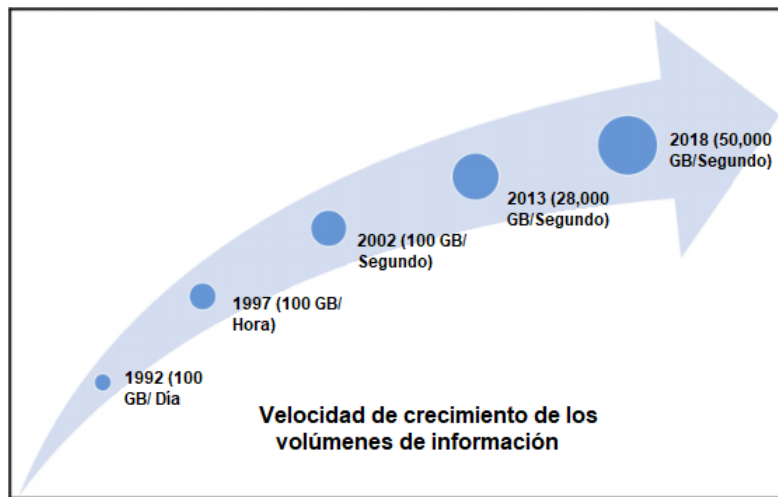 2018 (50,000
GB/Segundo)
2013 (28,000
GB/Segundo)
2002 (100 GB/
Segundo)
1997 (100 GB/
Hora)
1992 (100
GB/ Día
Velocidad de crecimiento de los
volúmenes de información